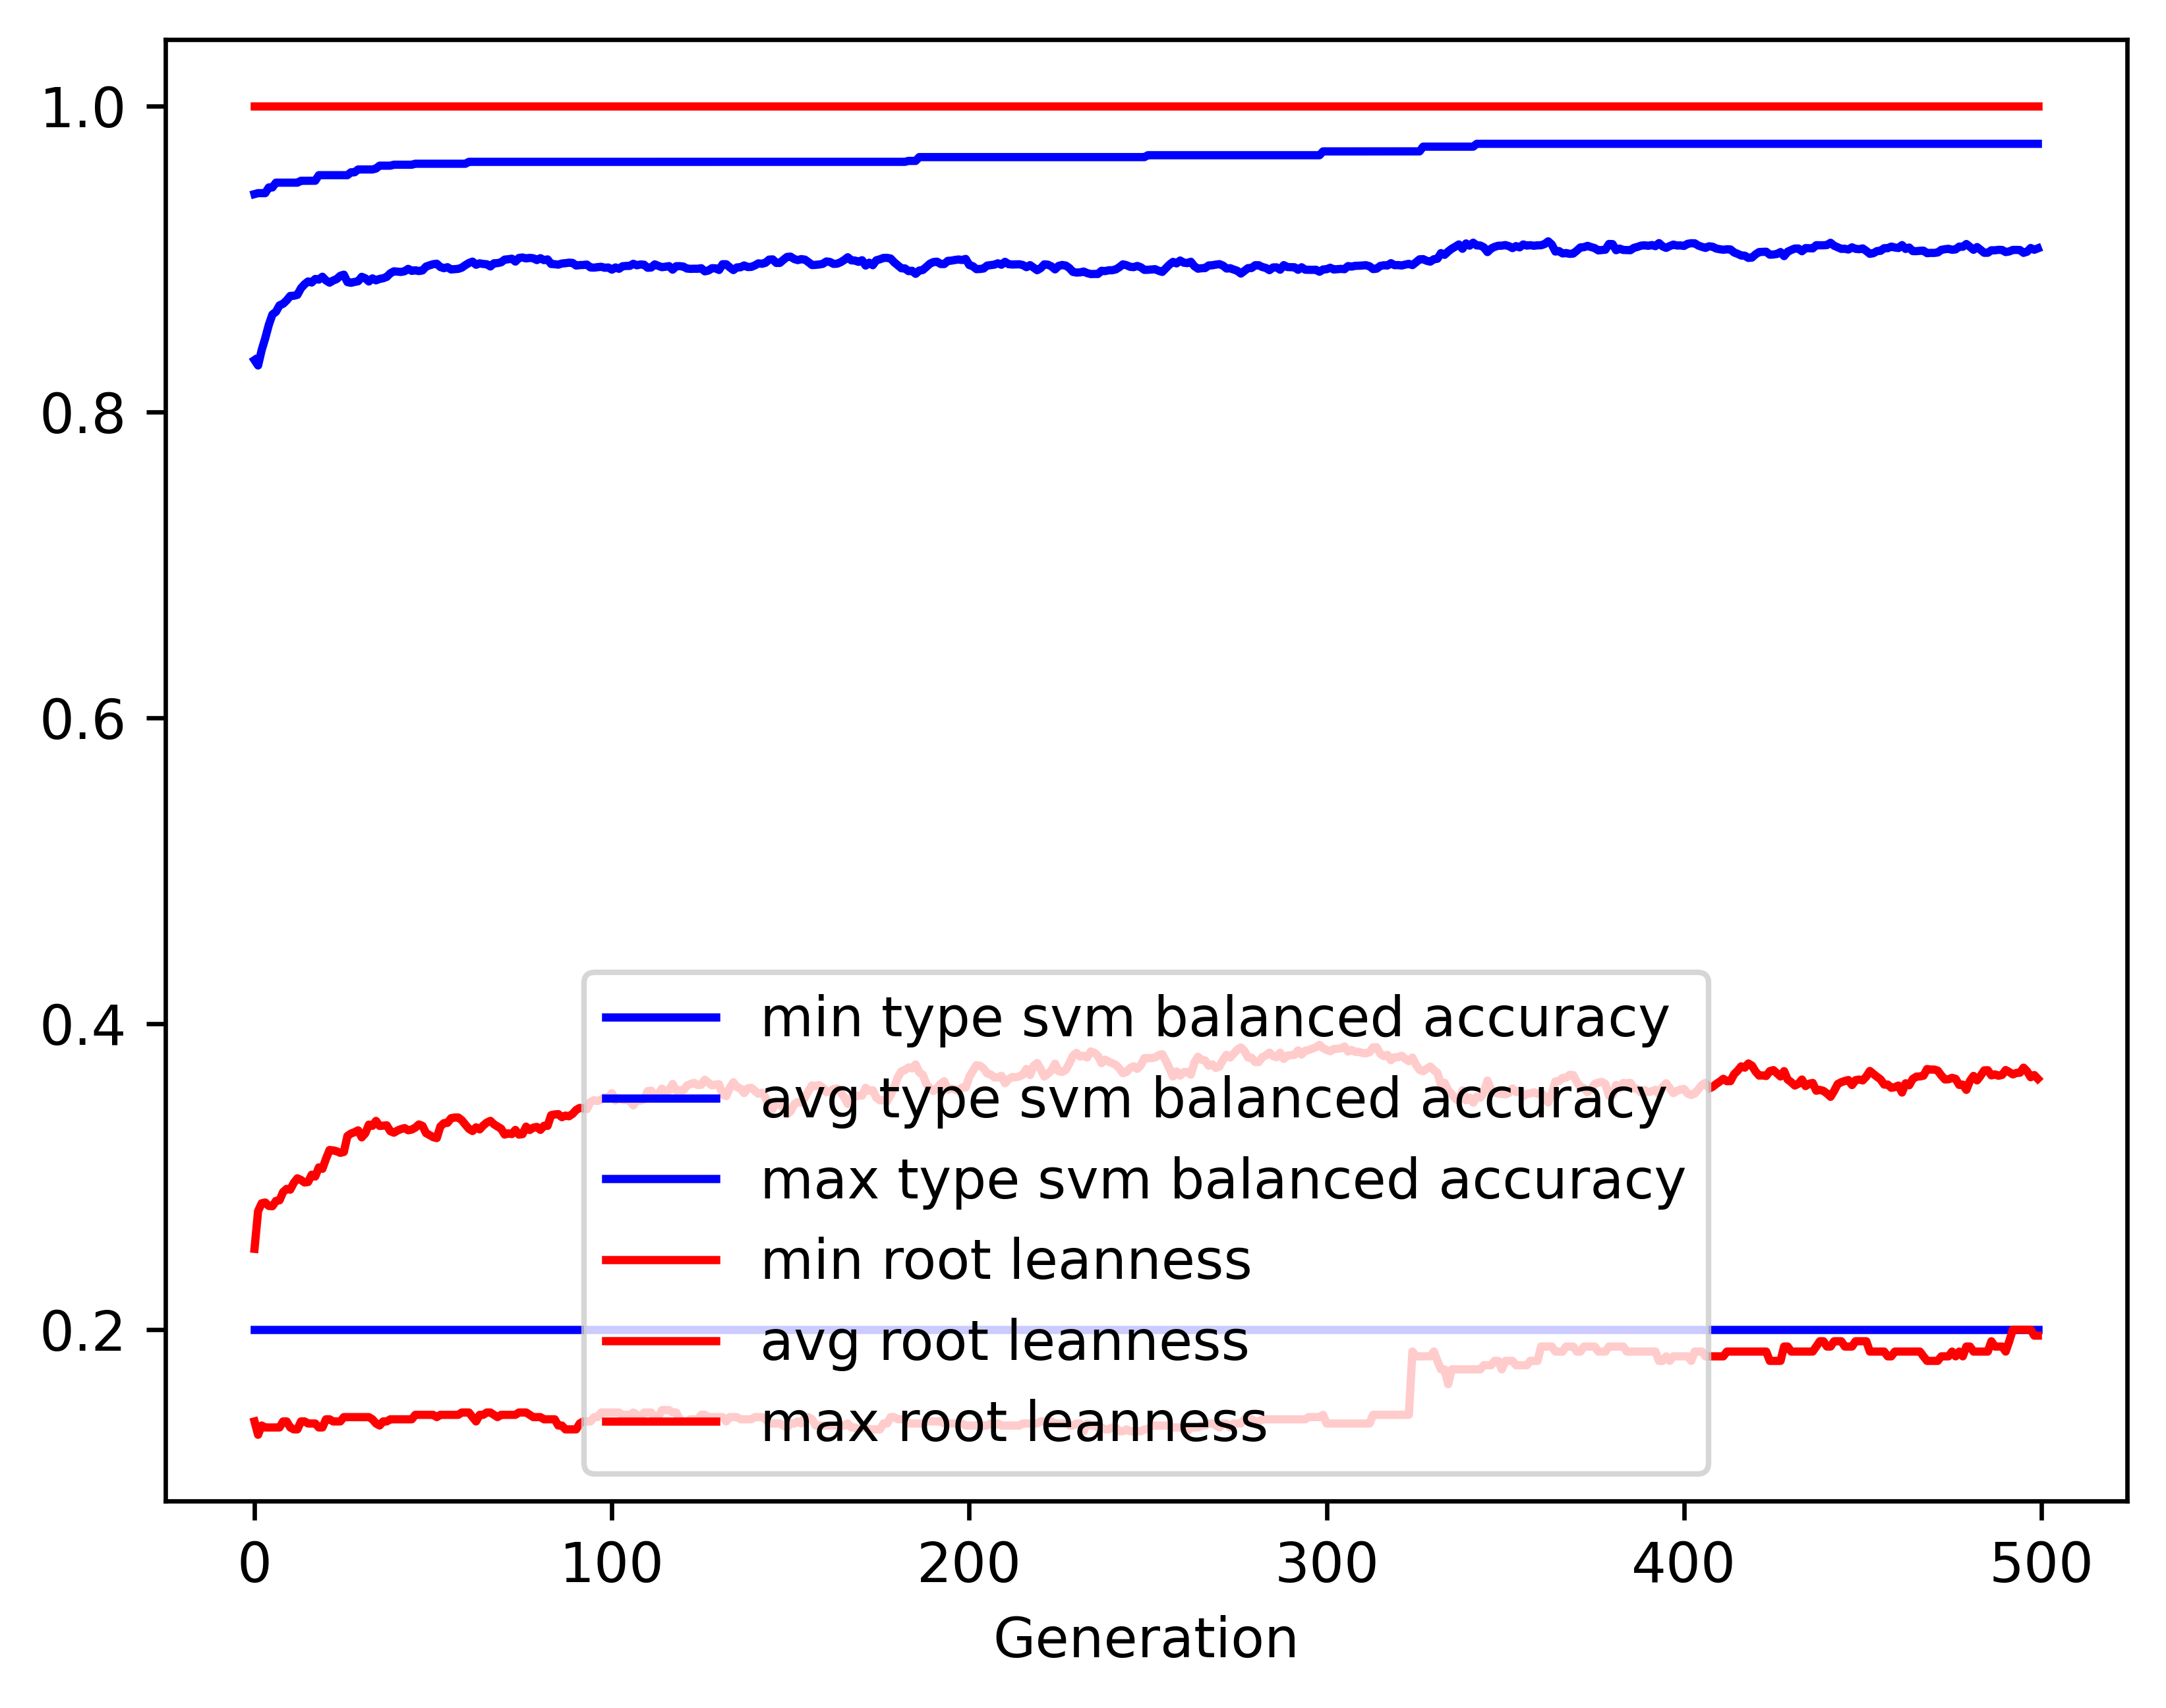 1.0
0.8
0.6
0.4
0.2
min type svm balanced accuracy
avg type svm balanced accuracy
max type svm balanced accuracy
min root leanness
avg root leanness
max root leanness
0 100 200 300 400 500
Generation